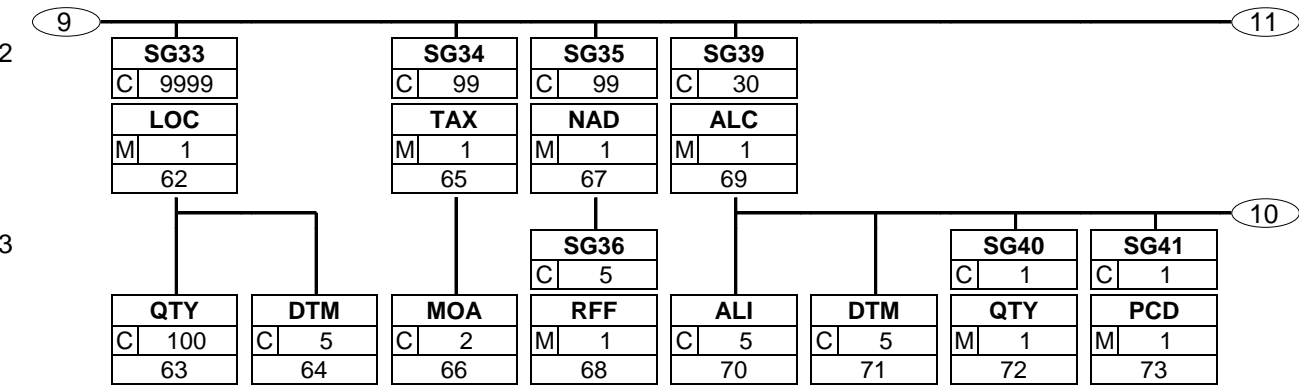 9 11
2 SG33 SG34 SG35 SG39
C 9999 C 99 C 99 C 30
LOC TAX NAD ALC
M 1 M 1 M 1 M 1
62 65 67 69
10
3 SG36 SG40 SG41
C 5 C 1 C 1
QTY DTM MOA RFF ALI DTM QTY PCD
C 100 C 5 C 2 M 1 C 5 C 5 M 1 M 1
63 64 66 68 70 71 72 73